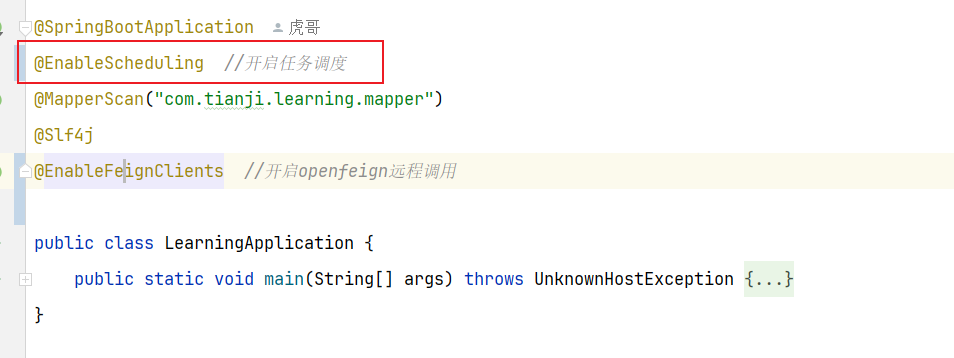 @SpringBootApplication 虎哥
@EnableScheduling //开启任务调度
@MapperScan("com.tianji.learning.mapper")
@Slf4j
@EnableFeignClients //开启openfeign远程调用
public class LearningApplication {
public static void main(String[] args) throws UnknownHostException {...}
}